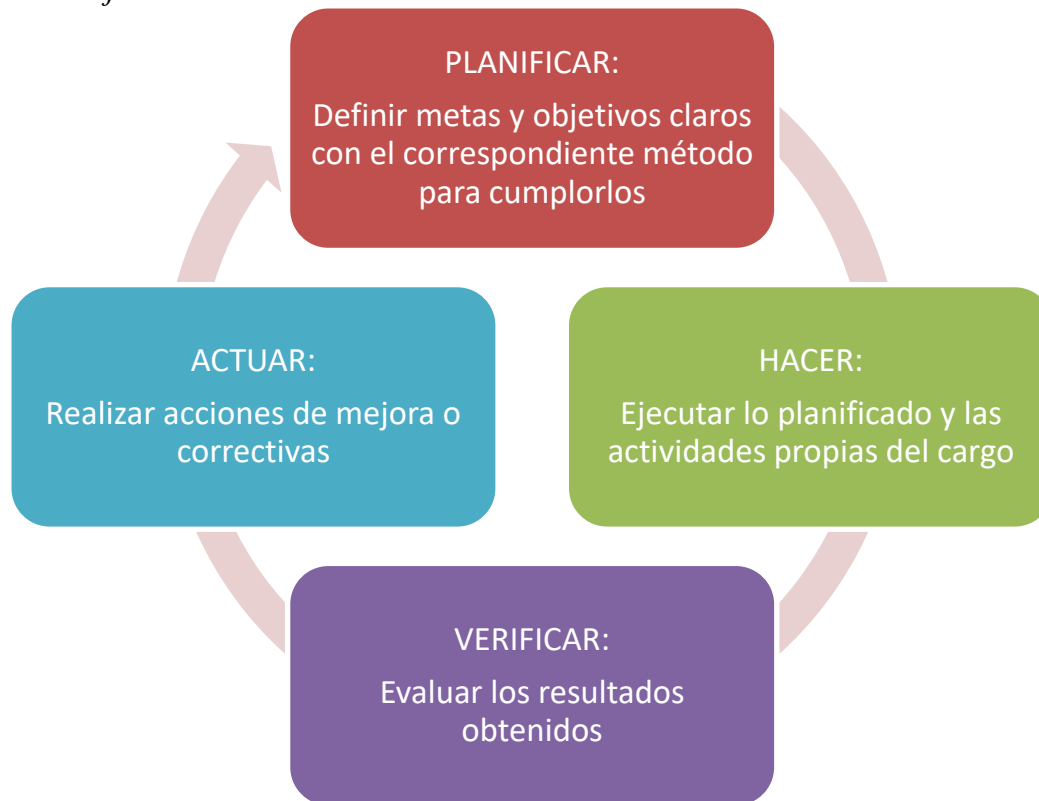 PLANIFICAR:
Definir metas y objetivos claros
con el correspondiente método
para cumplorlos
HACER:
Ejecutar lo planificado y las
actividades propias del cargo
VERIFICAR:
Evaluar los resultados
obtenidos
ACTUAR:
Realizar acciones de mejora o
correctivas